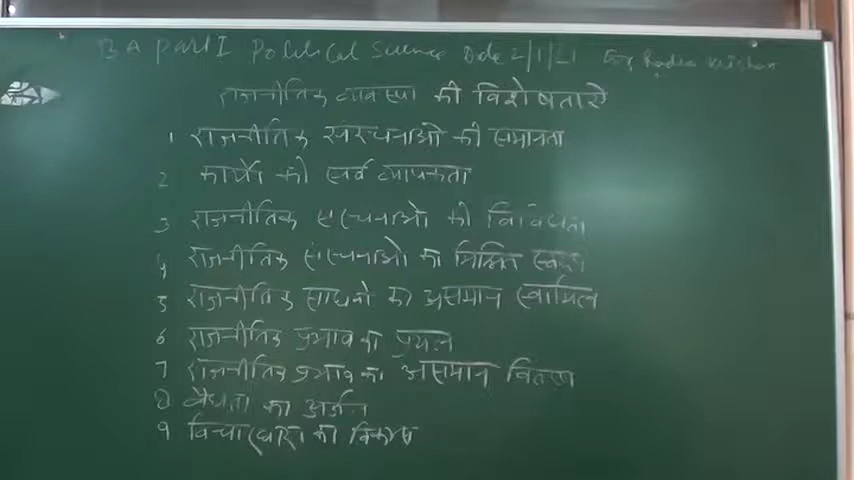 BA Part I Political Science Date 2/1/21 Radha Krishan
राजनीतिक व्यवस्था की विशेषताऐ
1 राजनीतिक संरचनाओ की समानता
2 कार्यो की सर्व व्यापकता
3 राजनीतिक संरचनाओ की विविधता
4 राजनीतिक संरचनाओ का मिश्रित स्वरूप
5 राजनीतिक साधनो का असमान स्वामित्व
6 राजनीतिक प्रभाव का प्रयत्न
7 राजनीतिक प्रभाव का असमान वितरण
8 वैधता का अर्जन
9 विचारधारा का विकास